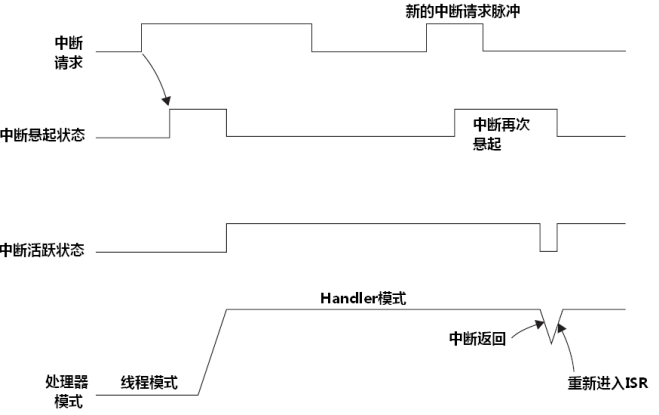 新的中断请求脉冲
中断
请求
中断悬起状态
中断再次
悬起
中断活跃状态
Handler模式
中断返回
处理器
模式
线程模式
重新进入ISR